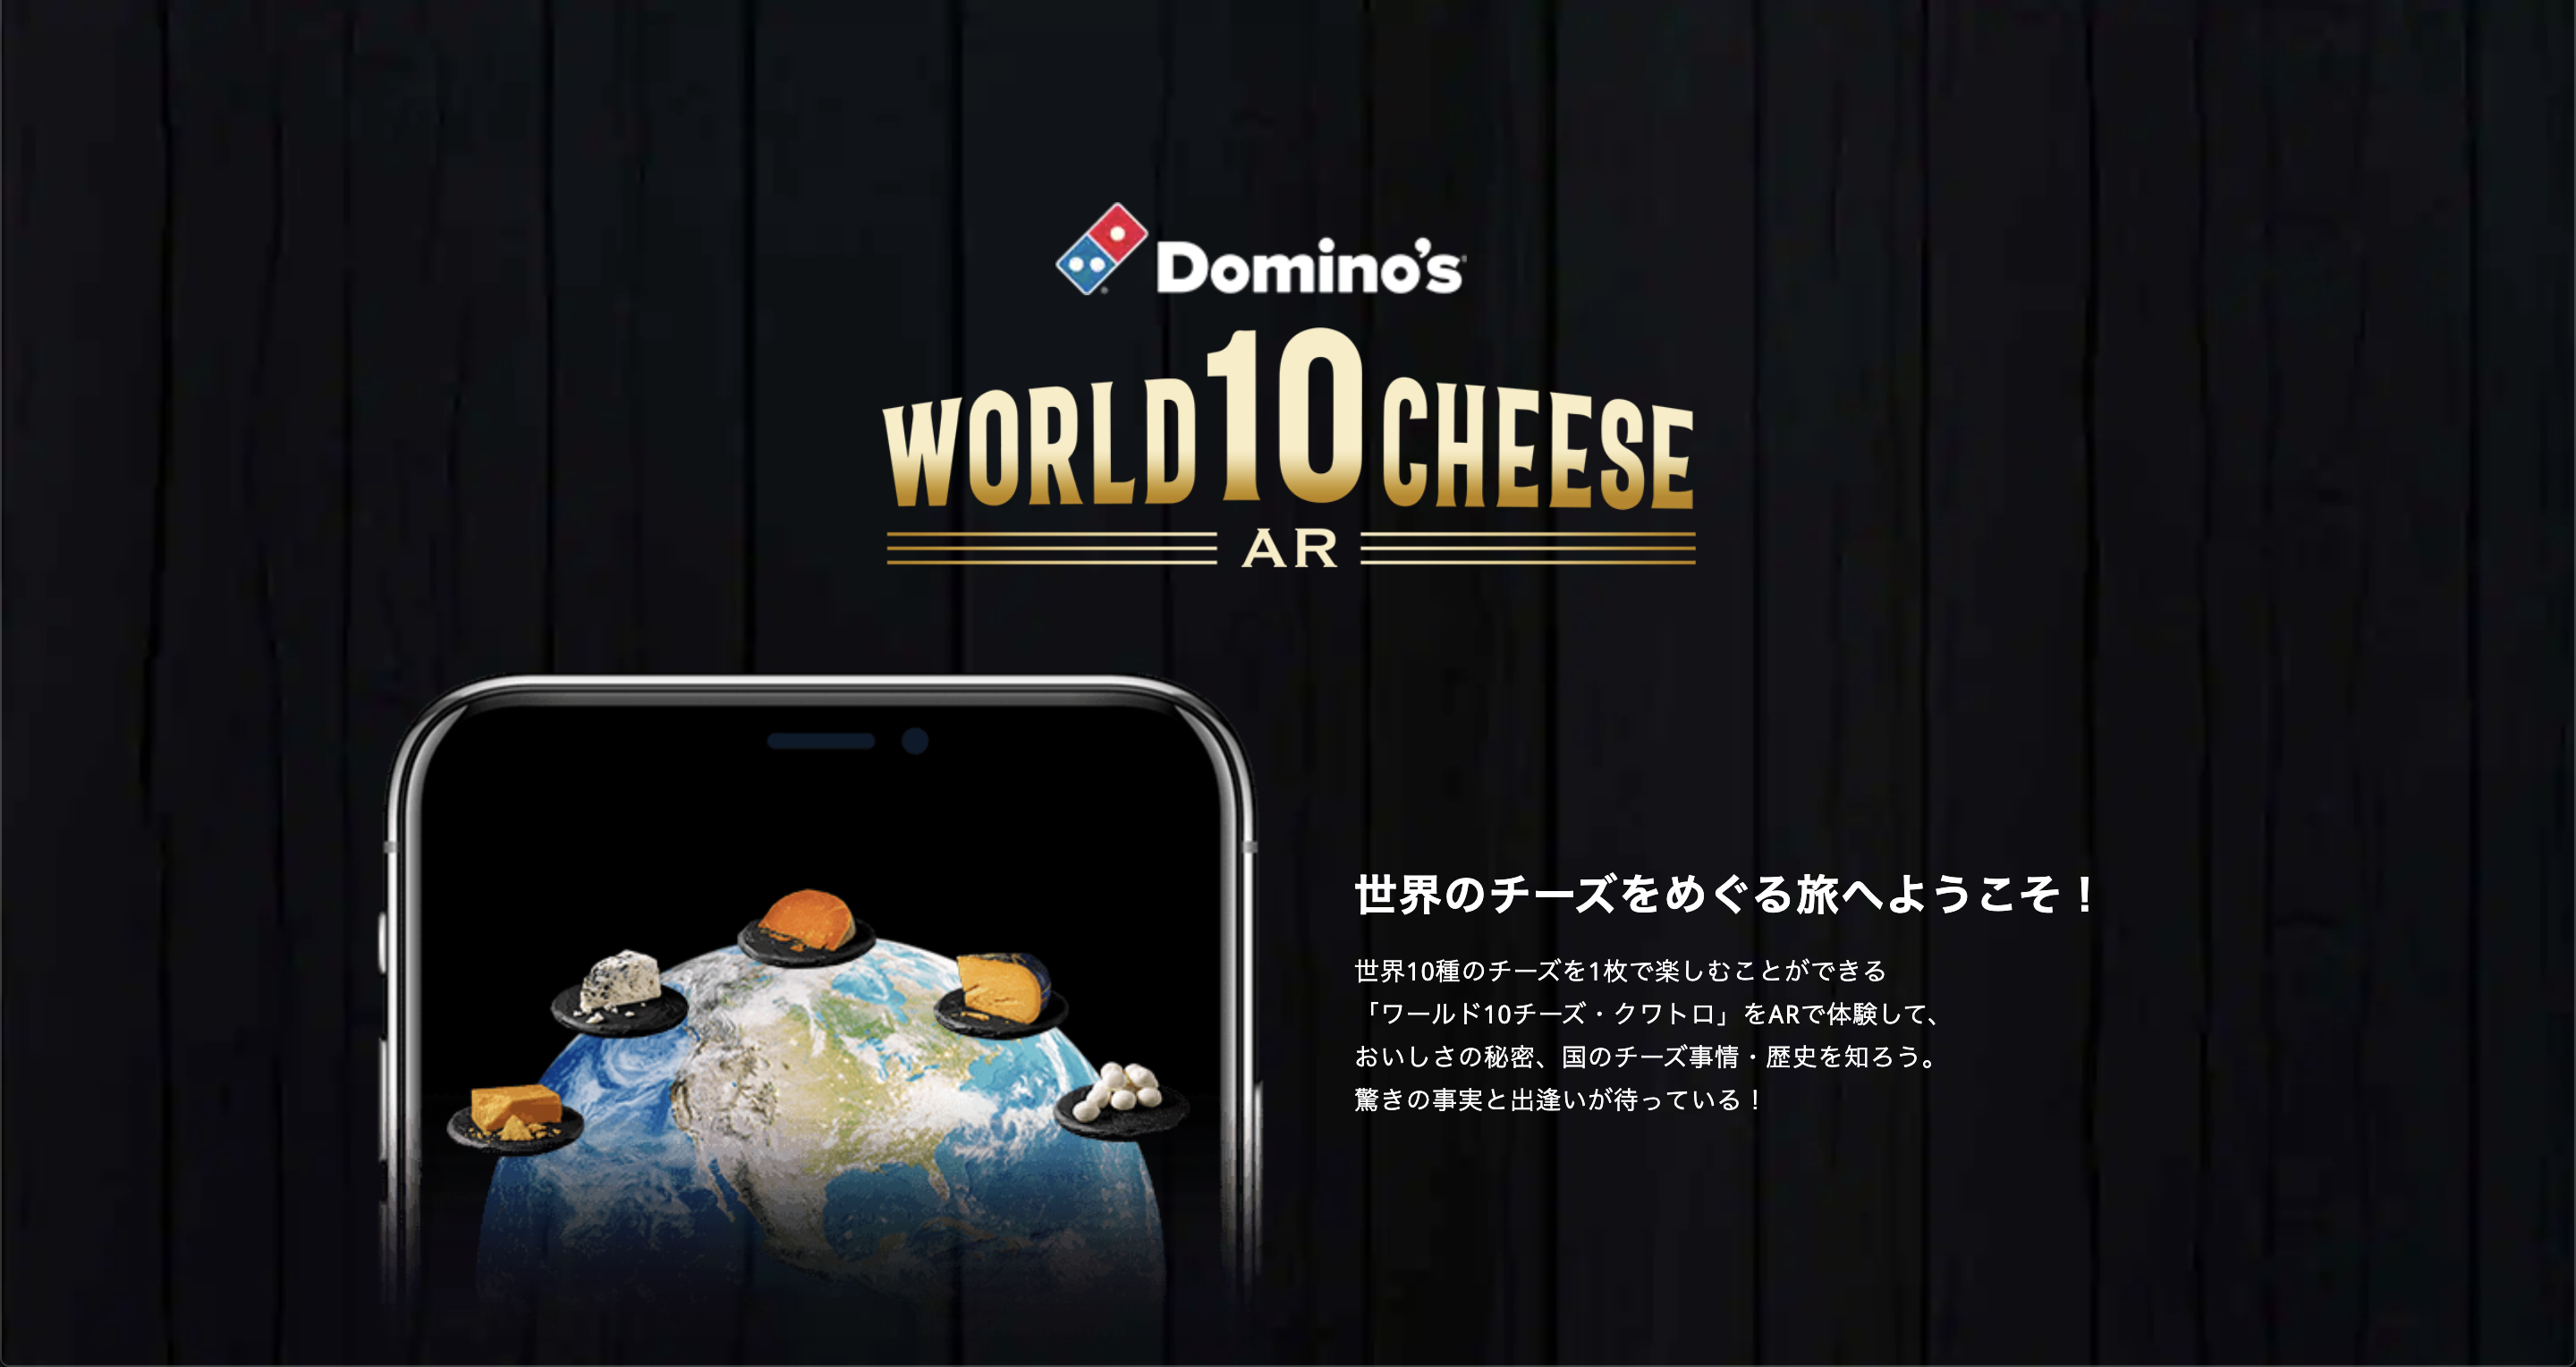 Domino's
WORLD 10 CHEESE
AR
世界のチーズをめぐる旅へようこそ！
世界10種のチーズを1枚で楽しむことができる
「ワールド10チーズ・クワトロ」をARで体験して、
おいしさの秘密、国のチーズ事情・歴史を知ろう。
驚きの事実と出逢いが待っている！